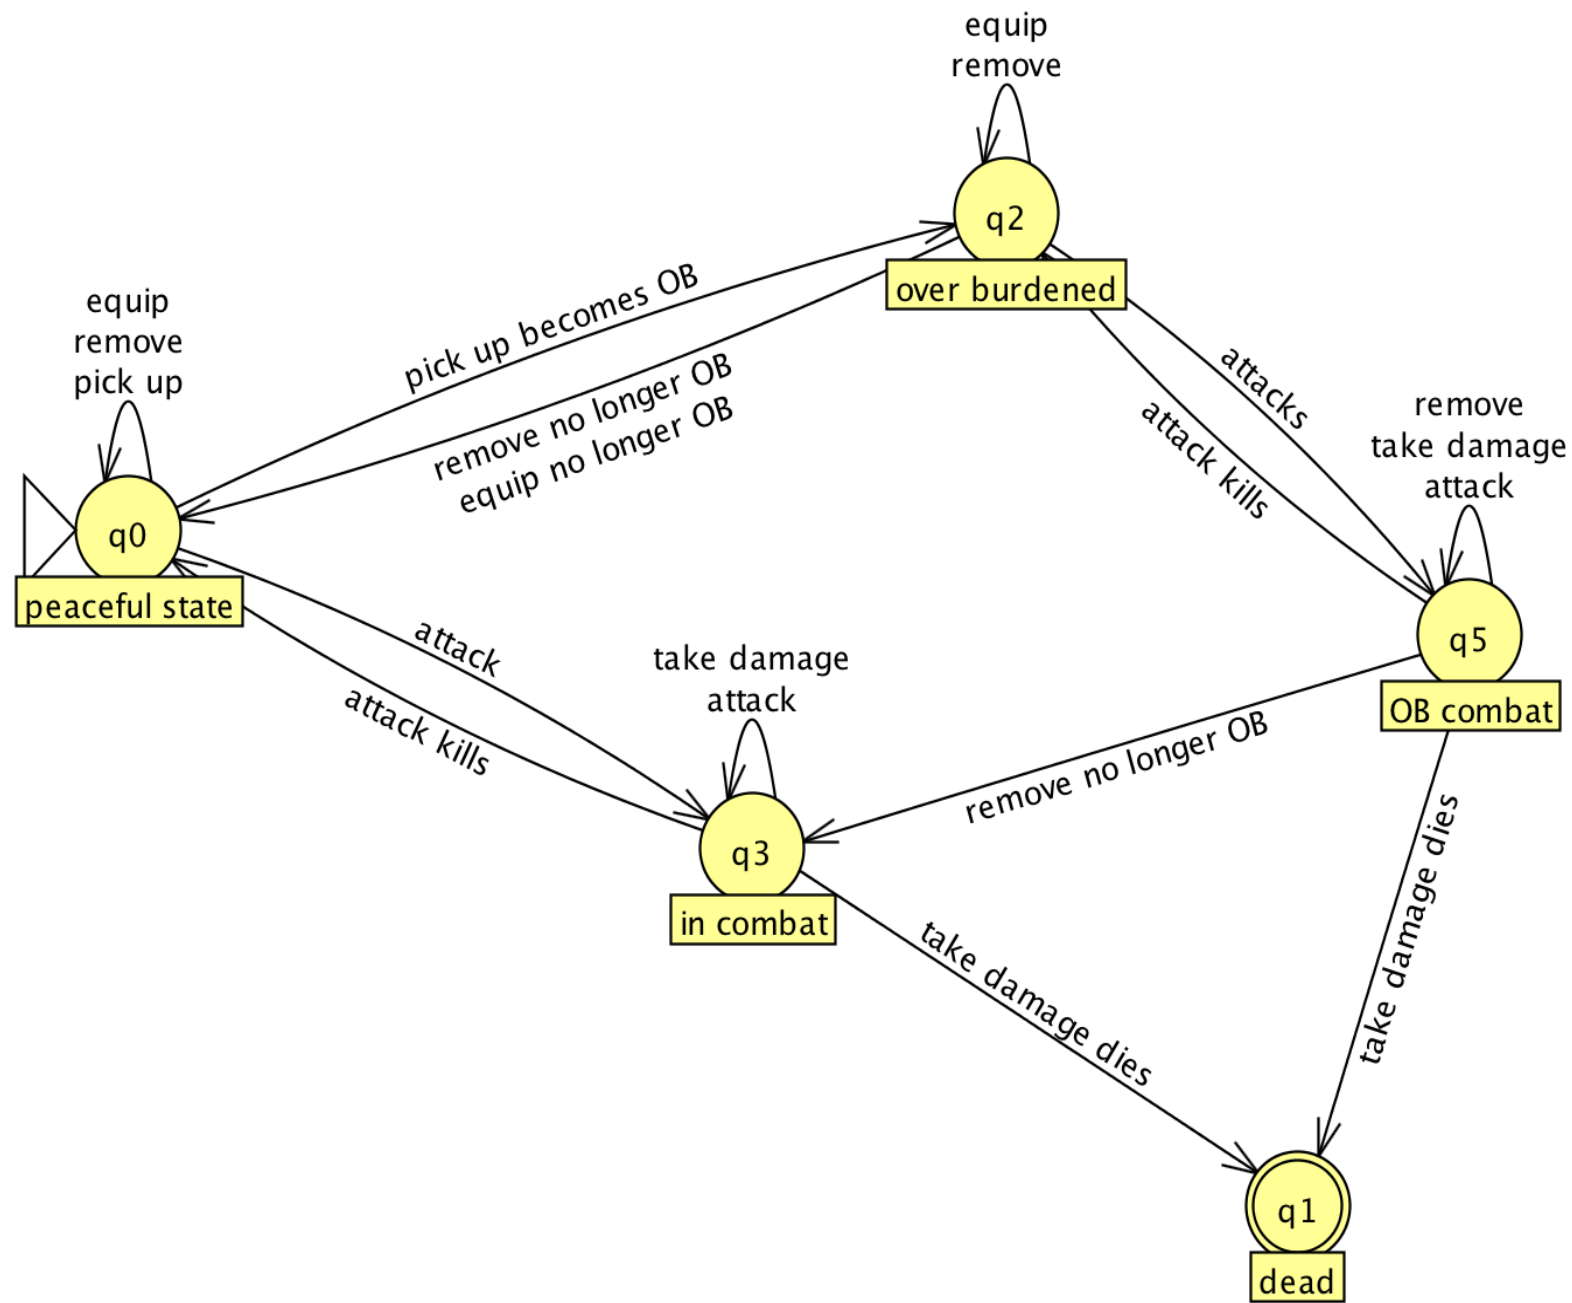 equip
remove
q2
over burdened
pick up becomes OB
remove no longer OB
equip no longer OB
equip
remove
pick up
q0
peaceful state
attacks
attack kills
remove
take damage
attack
q5
OB combat
attack
attack kills
take damage
attack
q3
in combat
remove no longer OB
take damage dies
take damage dies
q1
dead